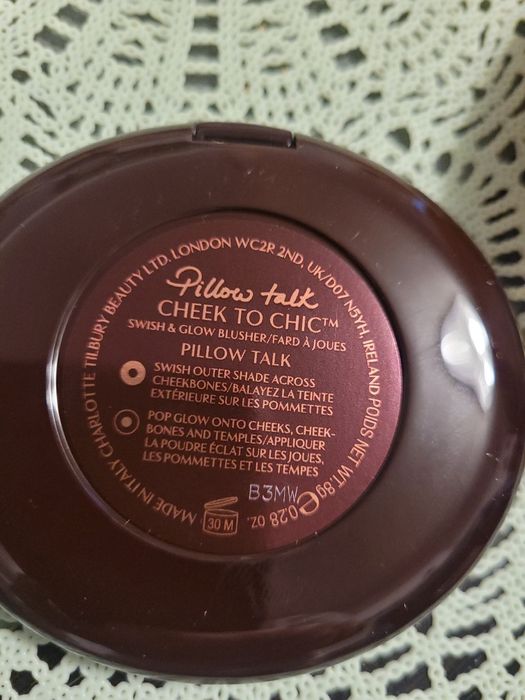 Pillow talk
CHEEK TO CHIC™
SWISH & GLOW BLUSHER/FARD À JOUES
PILLOW TALK
SWISH OUTER SHADE ACROSS
CHEEKBONES/BALAYEZ LA TEINTE
EXTÉRIEURE SUR LES POMMETTES
POP GLOW ONTO CHEEKS, CHEEK-
BONES AND TEMPLES/APPLIQUER
LA POUDRE ÉCLAT SUR LES JOUES,
LES POMMETTES ET LES TEMPES
B3MW
30 M
MADE IN ITALY CHARLOTTE TILBURY BEAUTY LTD. LONDON WC2R 2ND, UK/D07 N5YH, IRELAND POIDS NET WT. 8g ℮ 0.28 oz.